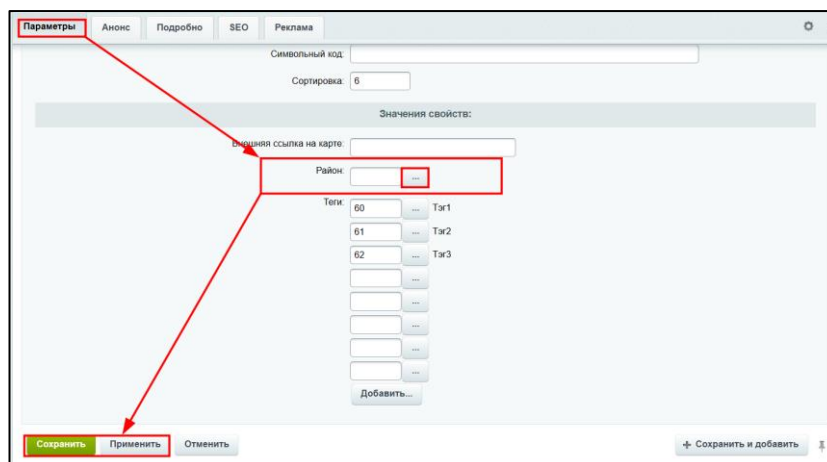 Параметры Анонс Подробно SEO Реклама
Символьный код:
Сортировка: 6
Значения свойств:
Внешняя ссылка на карте:
Район: ...
Теги: 60 ... Тэг1
61 ... Тэг2
62 ... Тэг3
...
...
...
...
...
Добавить...
Сохранить Применить Отменить + Сохранить и добавить